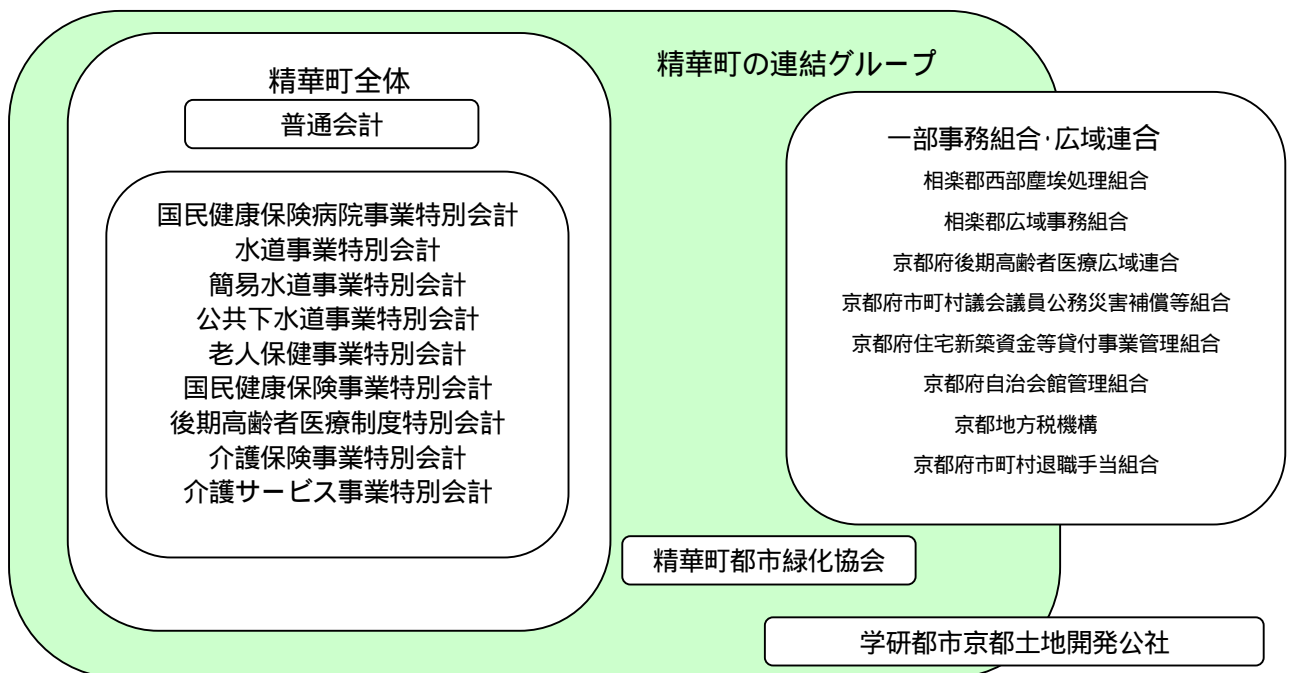 精華町の連結グループ
精華町全体
普通会計
国民健康保険病院事業特別会計
水道事業特別会計
簡易水道事業特別会計
公共下水道事業特別会計
老人保健事業特別会計
国民健康保険事業特別会計
後期高齢者医療制度特別会計
介護保険事業特別会計
介護サービス事業特別会計
一部事務組合・広域連合
相楽郡西部塵埃処理組合
相楽郡広域事務組合
京都府後期高齢者医療広域連合
京都府市町村議会議員公務災害補償等組合
京都府住宅新築資金等貸付事業管理組合
京都府自治会館管理組合
京都地方税機構
京都府市町村退職手当組合
精華町都市緑化協会
学研都市京都土地開発公社